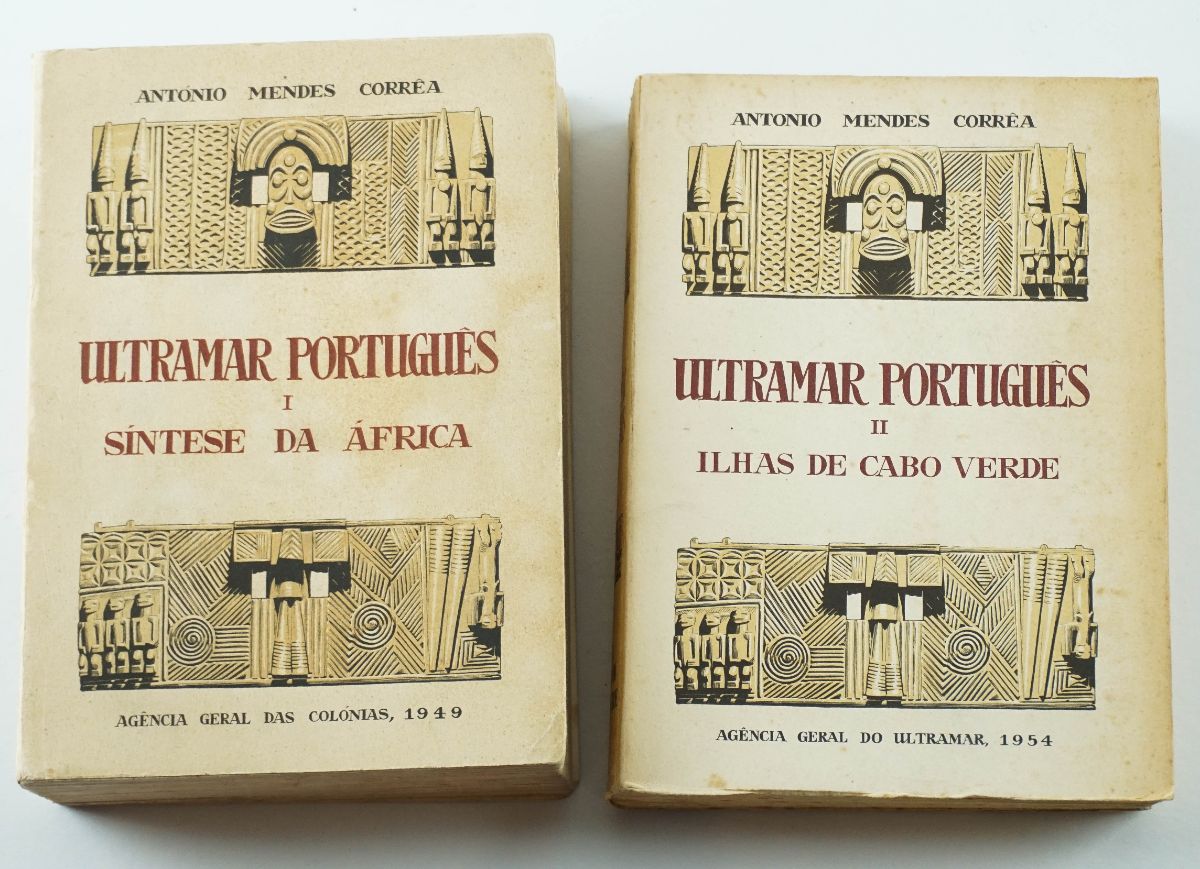 ANTÓNIO MENDES CORRÊA
ULTRAMAR PORTUGUÊS
I
SÍNTESE DA ÁFRICA
AGÊNCIA GERAL DAS COLÓNIAS, 1949
ANTONIO MENDES CORRÊA
ULTRAMAR PORTUGUÊS
II
ILHAS DE CABO VERDE
AGÊNCIA GERAL DO ULTRAMAR, 1954